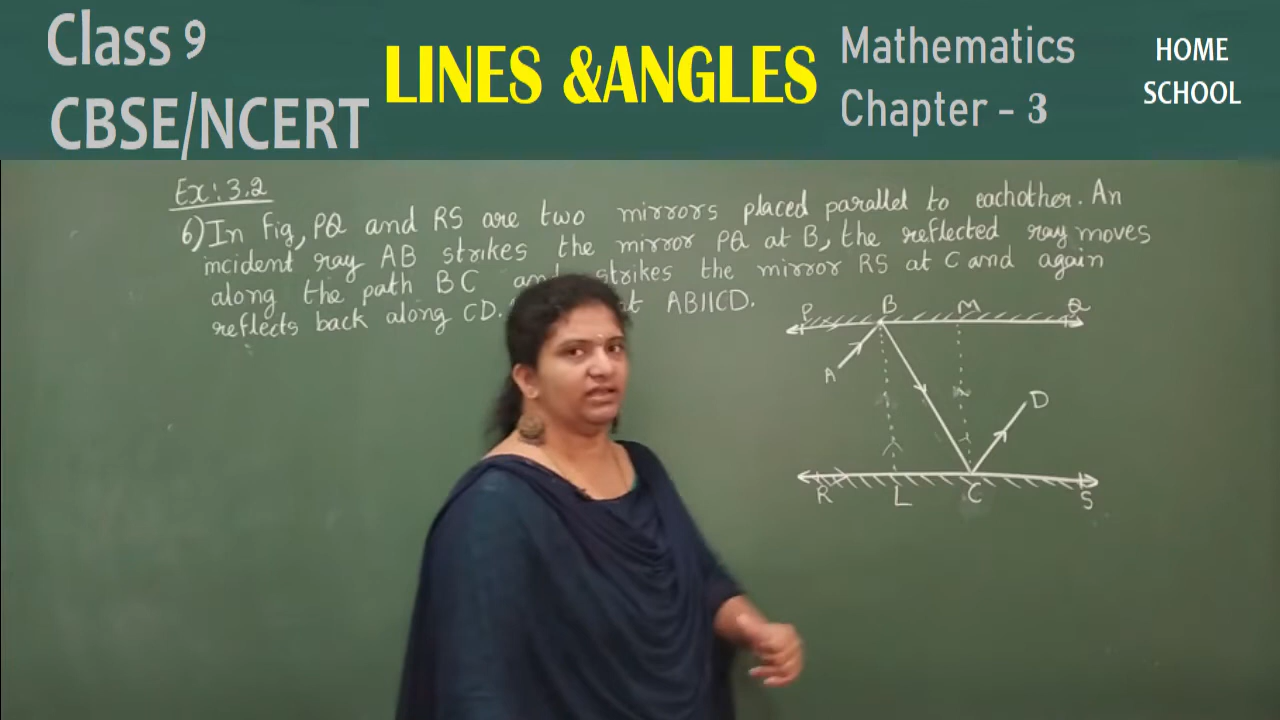 Class 9
CBSE/NCERT
LINES &ANGLES
Mathematics
Chapter - 3
HOME
SCHOOL
Ex: 3.2
6) In Fig, PQ and RS are two mirrors placed parallel to eachother. An
incident ray AB strikes the mirror PQ at B, the reflected ray moves
along the path BC and strikes the mirror RS at C and again
reflects back along CD. AB||CD.
P B M Q
A
D
R L C S